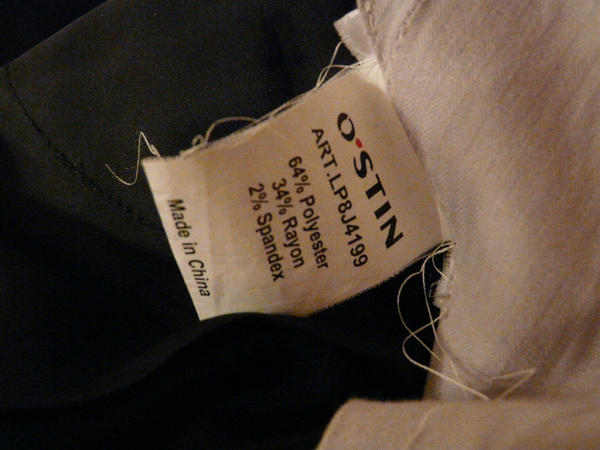 O·STIN
ART.LP8J4199
64% Polyester
34% Rayon
2% Spandex
Made in China